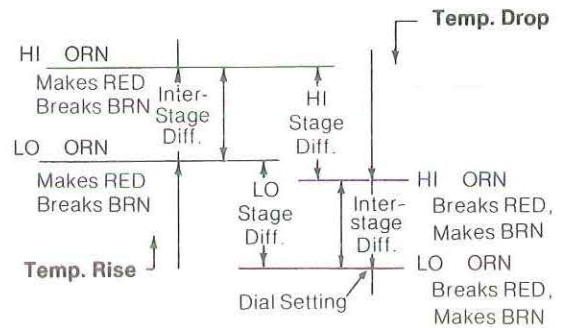 Temp. Drop
HI ORN
Makes RED
Breaks BRN
Inter-
Stage
Diff.
HI
Stage
Diff.
LO ORN
Makes RED
Breaks BRN
LO
Stage
Diff.
Inter-
stage
Diff.
HI ORN
Breaks RED,
Makes BRN
Temp. Rise
Dial Setting
LO ORN
Breaks RED,
Makes BRN